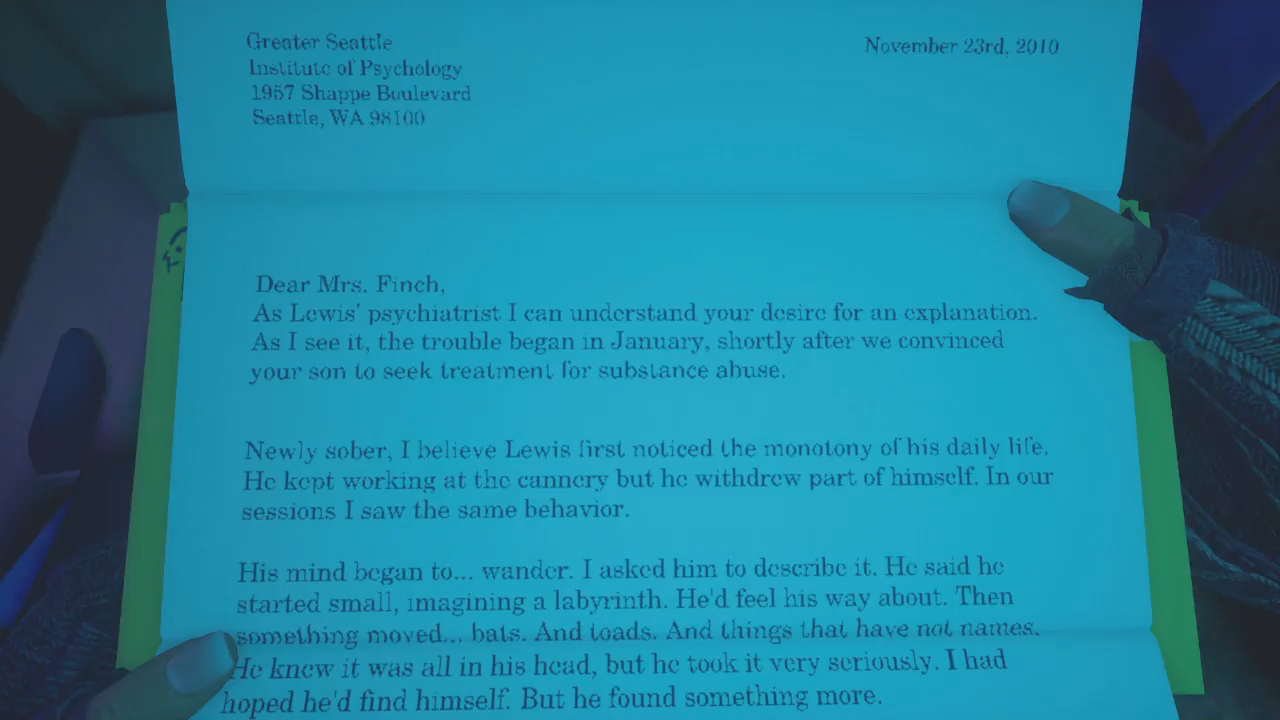 Greater Seattle
November 23rd, 2010
Institute of Psychology
1957 Shappe Boulevard
Seattle, WA 98100
Dear Mrs. Finch,
As Lewis' psychiatrist I can understand your desire for an explanation.
As I see it, the trouble began in January, shortly after we convinced
your son to seek treatment for substance abuse.
Newly sober, I believe Lewis first noticed the monotony of his daily life.
He kept working at the cannery but he withdrew part of himself. In our
sessions I saw the same behavior.
His mind began to... wander. I asked him to describe it. He said he
started small, imagining a labyrinth. He'd feel his way about. Then
something moved... bats. And toads. And things that have not names.
He knew it was all in his head, but he took it very seriously. I had
hoped he'd find himself. But he found something more.